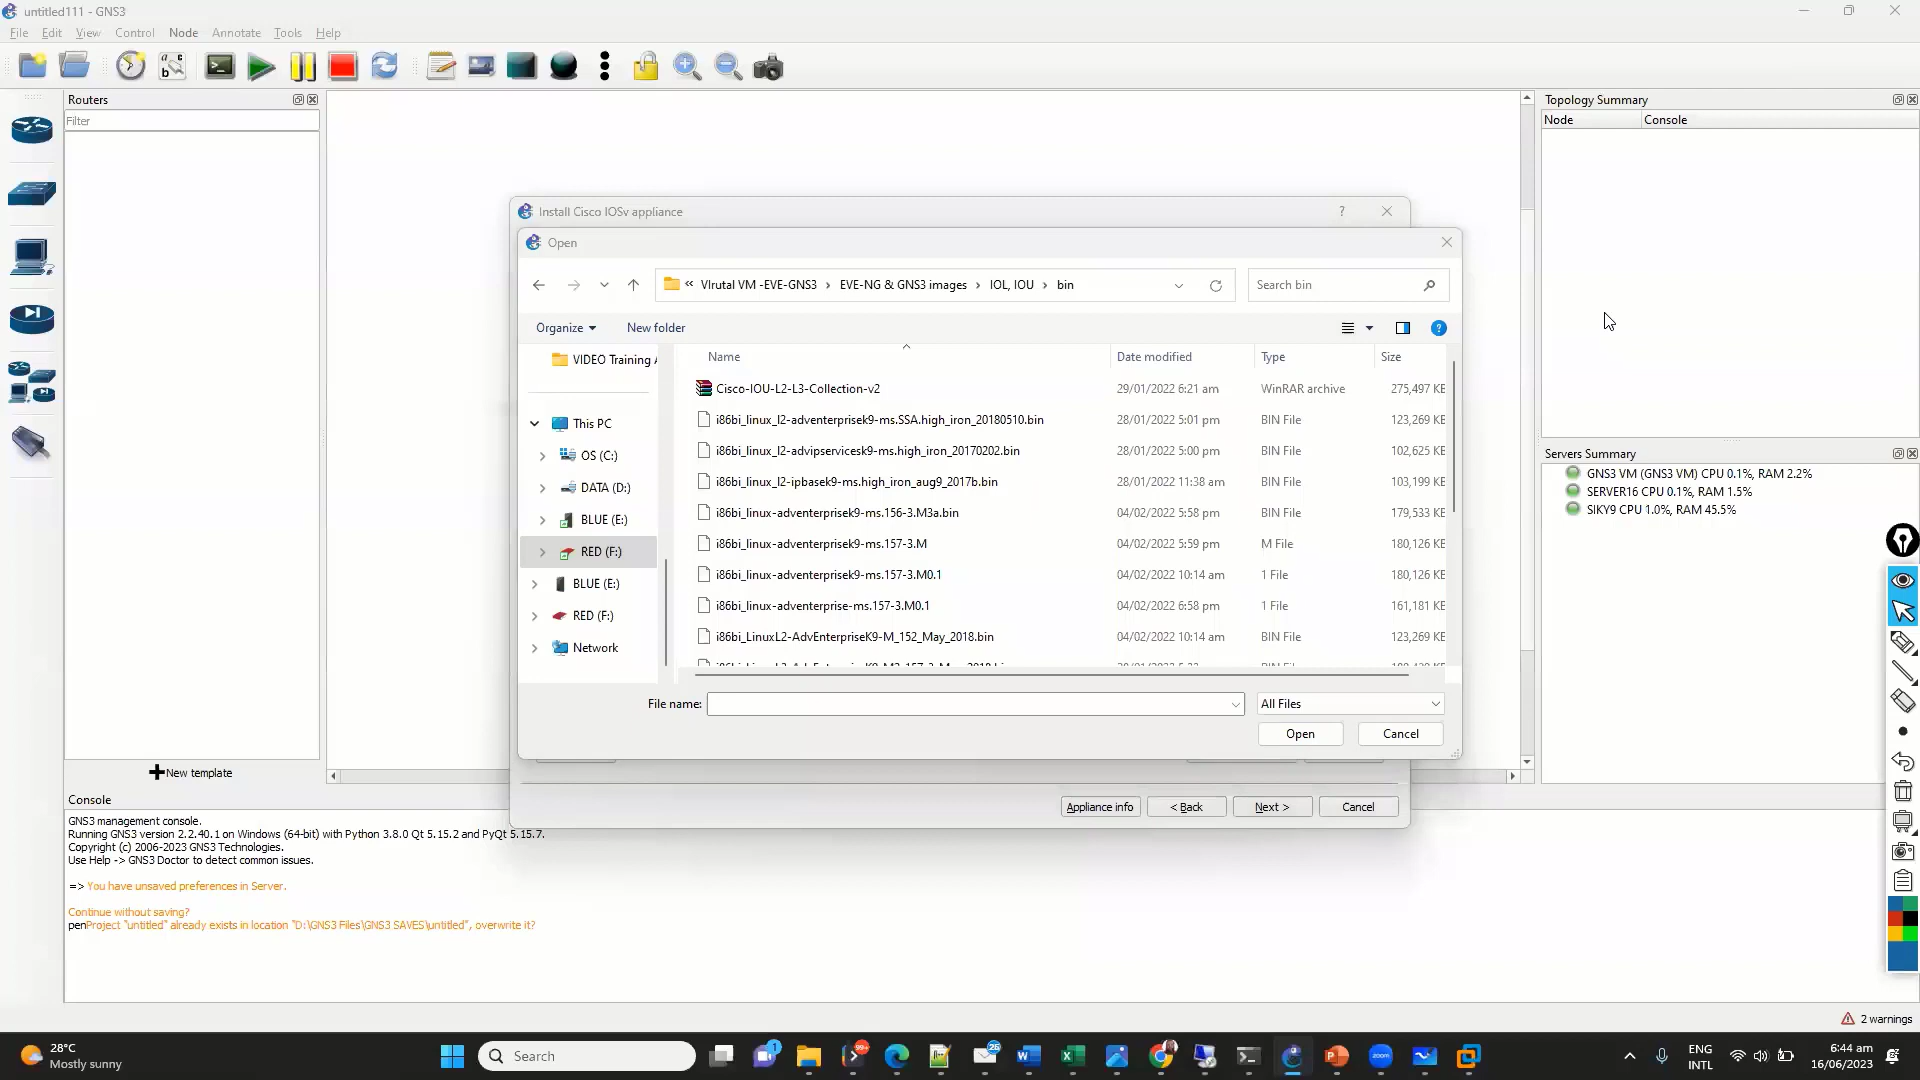 untitled111 - GNS3
File Edit View Control Node Annotate Tools Help
Routers
Filter
New template
Topology Summary
Node Console
Servers Summary
GNS3 VM (GNS3 VM) CPU 0.1%, RAM 2.2%
SERVER16 CPU 0.1%, RAM 1.5%
SIKY9 CPU 1.0%, RAM 45.5%
Install Cisco IOSv appliance
?
Open
« VIrutal VM -EVE-GNS3 › EVE-NG & GNS3 images › IOL, IOU › bin
Search bin
Organize New folder
VIDEO Training
This PC
OS (C:)
DATA (D:)
BLUE (E:)
RED (F:)
BLUE (E:)
RED (F:)
Network
Name Date modified Type Size
Cisco-IOU-L2-L3-Collection-v2 29/01/2022 6:21 am WinRAR archive 275,497 KB
i86bi_linux_l2-adventerprisek9-ms.SSA.high_iron_20180510.bin 28/01/2022 5:01 pm BIN File 123,269 KB
i86bi_linux_l2-advipservicesk9-ms.high_iron_20170202.bin 28/01/2022 5:00 pm BIN File 102,625 KB
i86bi_linux_l2-ipbasek9-ms.high_iron_aug9_2017b.bin 28/01/2022 11:38 am BIN File 103,199 KB
i86bi_linux-adventerprisek9-ms.156-3.M3a.bin 04/02/2022 5:58 pm BIN File 179,533 KB
i86bi_linux-adventerprisek9-ms.157-3.M 04/02/2022 5:59 pm M File 180,126 KB
i86bi_linux-adventerprisek9-ms.157-3.M0.1 04/02/2022 10:14 am 1 File 180,126 KB
i86bi_linux-adventerprise-ms.157-3.M0.1 04/02/2022 6:58 pm 1 File 161,181 KB
i86bi_LinuxL2-AdvEnterpriseK9-M_152_May_2018.bin 04/02/2022 10:14 am BIN File 123,269 KB
File name: All Files
Open Cancel
Appliance info < Back Next > Cancel
Console
GNS3 management console.
Running GNS3 version 2.2.40.1 on Windows (64-bit) with Python 3.8.0 Qt 5.15.2 and PyQt 5.15.7.
Copyright (c) 2006-2023 GNS3 Technologies.
Use Help -> GNS3 Doctor to detect common issues.
=> You have unsaved preferences in Server.
Continue without saving?
penProject "untitled" already exists in location "D:\GNS3 Files\GNS3 SAVES\untitled", overwrite it?
2 warnings
28°C
Mostly sunny
Search
1
99+
26
zoom
ENG
INTL
6:44 am
16/06/2023